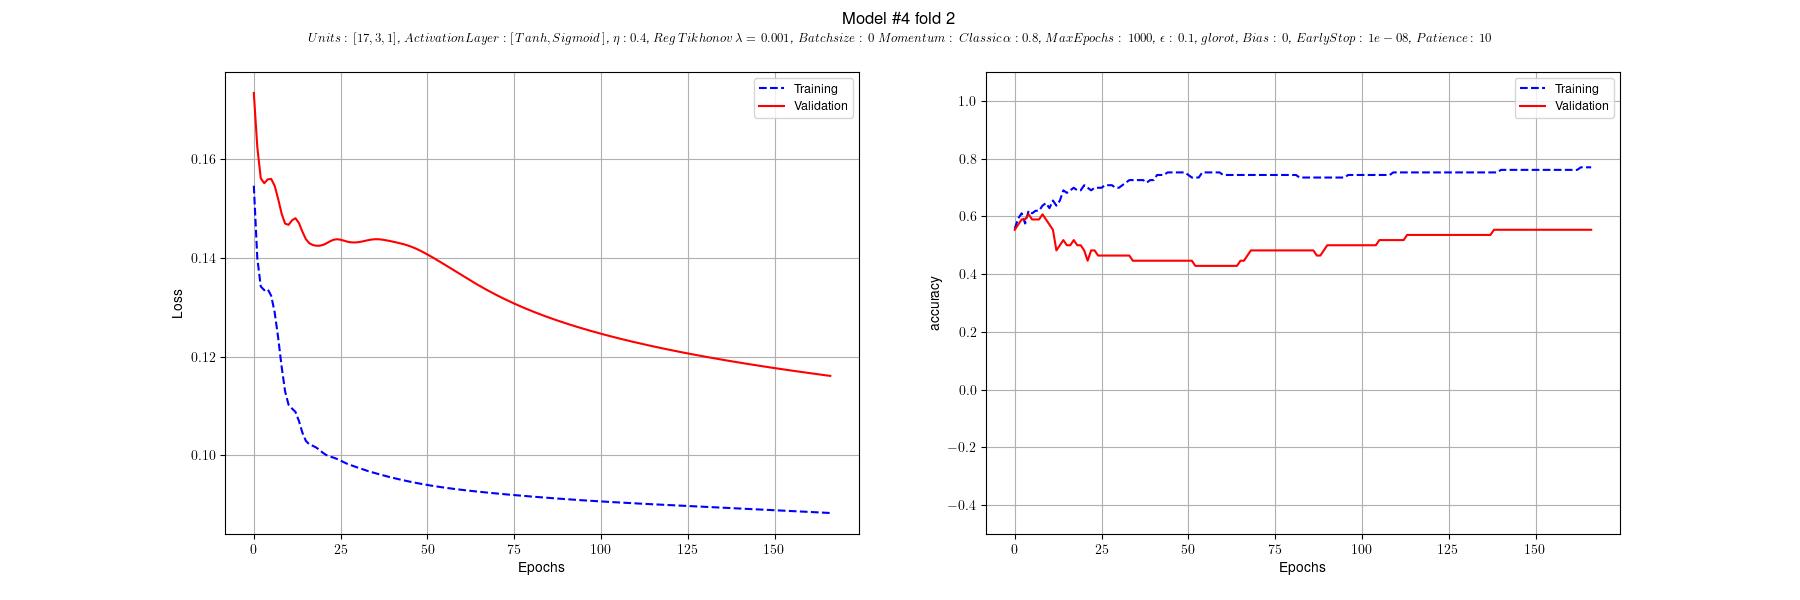 Model #4 fold 2
Units : [17, 3, 1], ActivationLayer : [Tanh, Sigmoid], η : 0.4, Reg Tikhonov λ = 0.001, Batchsize : 0 Momentum : Classicα : 0.8, MaxEpochs : 1000, ϵ : 0.1, glorot, Bias : 0, EarlyStop : 1e − 08, Patience : 10
Training
Validation
0.16
0.14
0.12
0.10
Loss
0 25 50 75 100 125 150
Epochs
Training
Validation
1.0
0.8
0.6
0.4
0.2
0.0
−0.2
−0.4
accuracy
0 25 50 75 100 125 150
Epochs